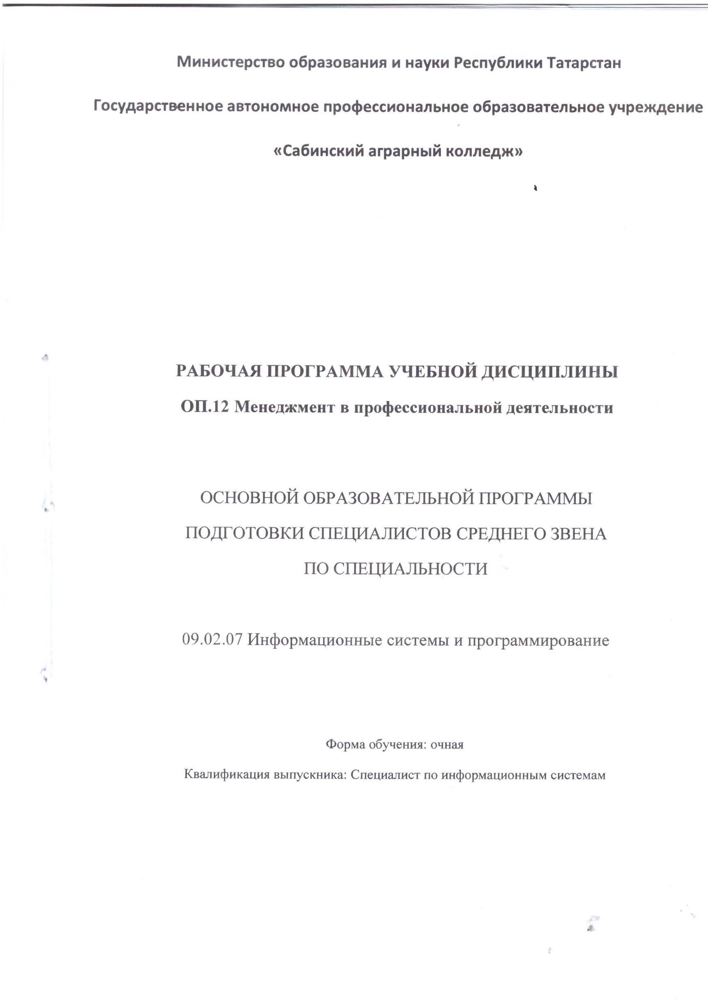 Министерство образования и науки Республики Татарстан
Государственное автономное профессиональное образовательное учреждение
«Сабинский аграрный колледж»
РАБОЧАЯ ПРОГРАММА УЧЕБНОЙ ДИСЦИПЛИНЫ
ОП.12 Менеджмент в профессиональной деятельности
ОСНОВНОЙ ОБРАЗОВАТЕЛЬНОЙ ПРОГРАММЫ
ПОДГОТОВКИ СПЕЦИАЛИСТОВ СРЕДНЕГО ЗВЕНА
ПО СПЕЦИАЛЬНОСТИ
09.02.07 Информационные системы и программирование
Форма обучения: очная
Квалификация выпускника: Специалист по информационным системам